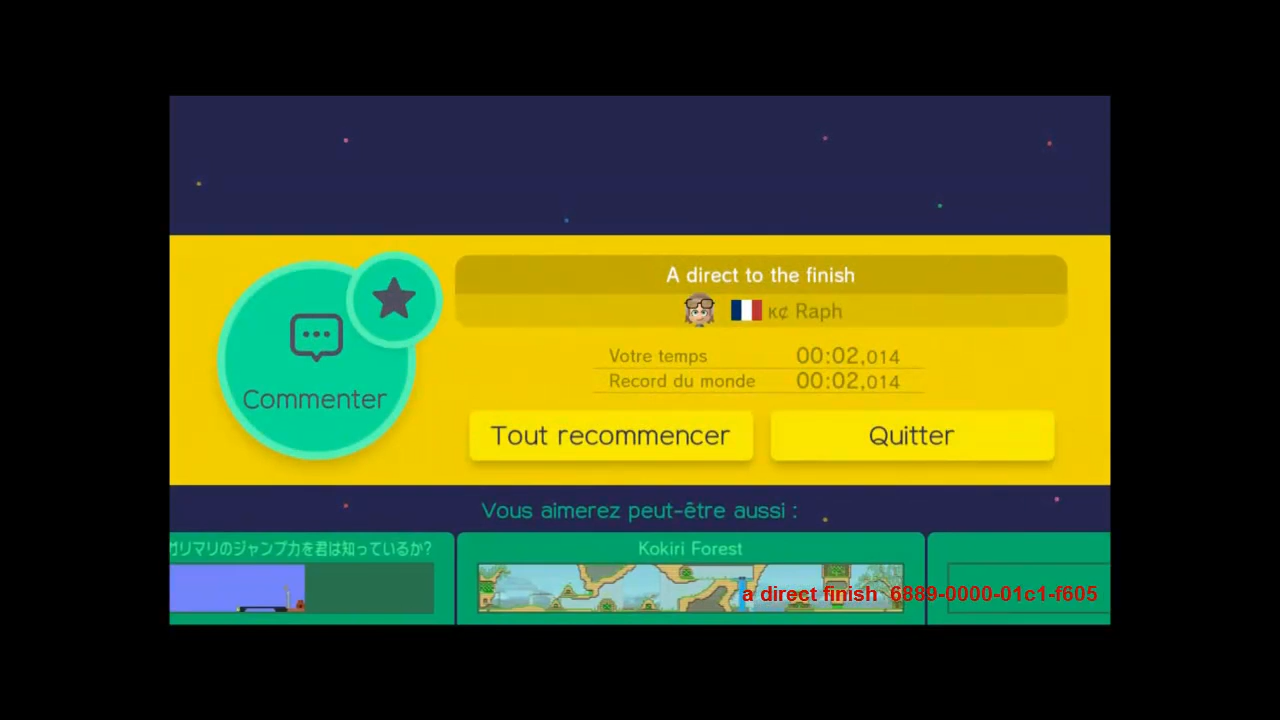 A direct to the finish
κ¢ Raph
Votre temps 00:02,014
Record du monde 00:02,014
Commenter
Tout recommencer
Quitter
Vous aimerez peut-être aussi :
ガリマリのジャンプ力を君は知っているか?
Kokiri Forest
a direct finish 6889-0000-01c1-f605